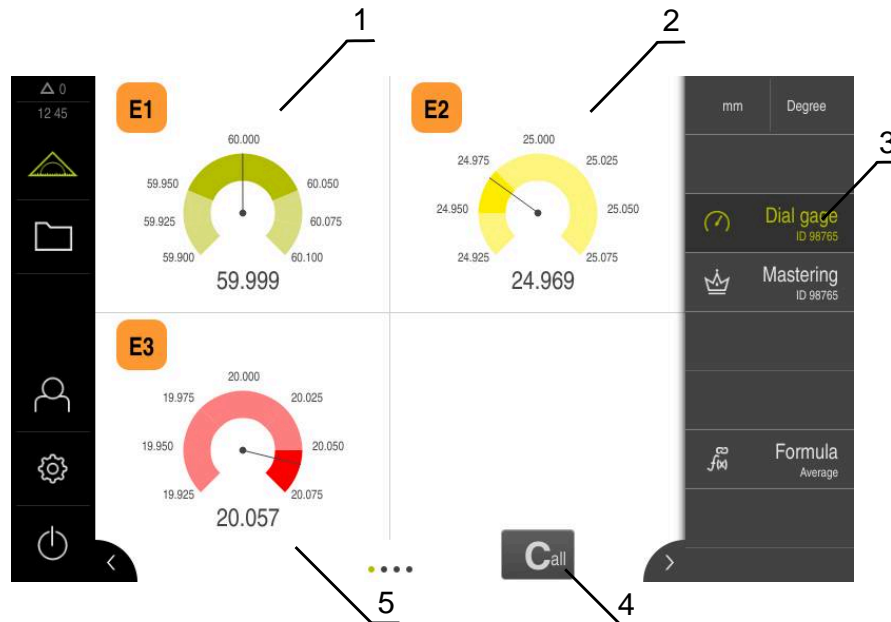 1
2
3
0
12 45
E1
60.000
59.950
60.050
59.925
60.075
59.900
60.100
59.999
E2
25.000
24.975
25.025
24.950
25.050
24.925
25.075
24.969
mm
Degree
Dial gage
ID 98765
Mastering
ID 98765
E3
20.000
19.975
20.025
19.950
20.050
19.925
20.075
20.057
Formula
Average
f(x)
Call
5
4